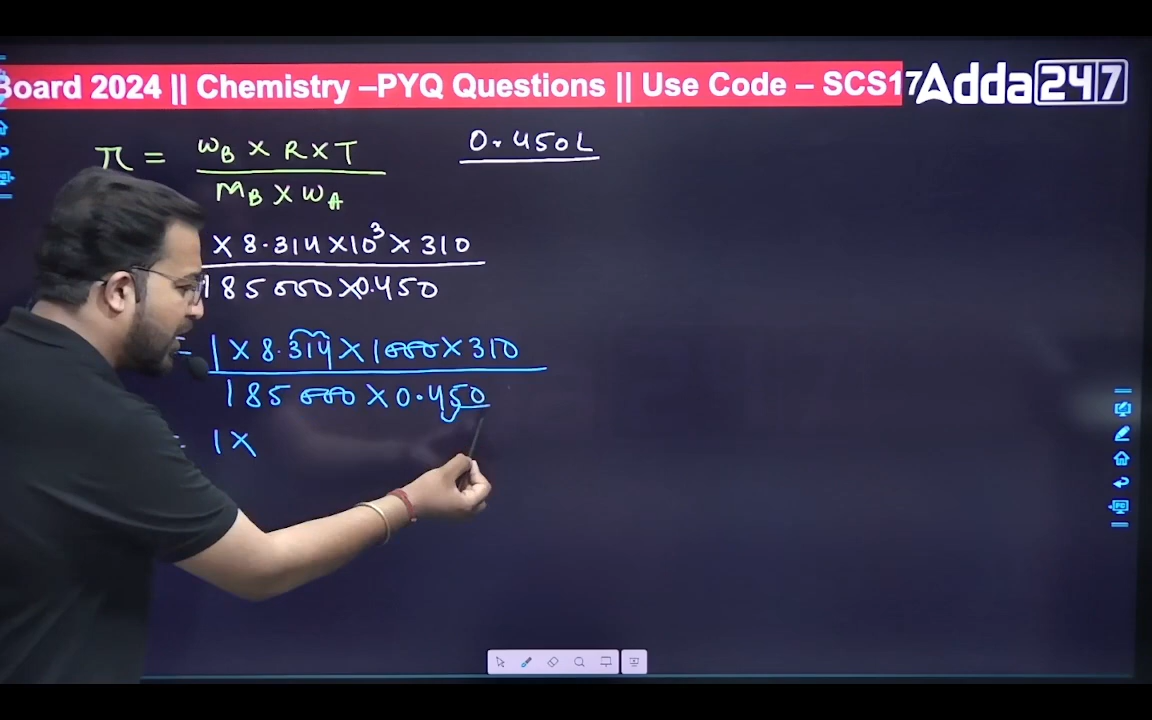 Board 2024 || Chemistry –PYQ Questions || Use Code – SCS17
Adda247
π = W_B × R × T / M_B × W_A
0.450L
× 8.314 × 10³ × 310
185000 × 0.450
= 1 × 8.314 × 1000 × 310
185000 × 0.450
= 1 ×